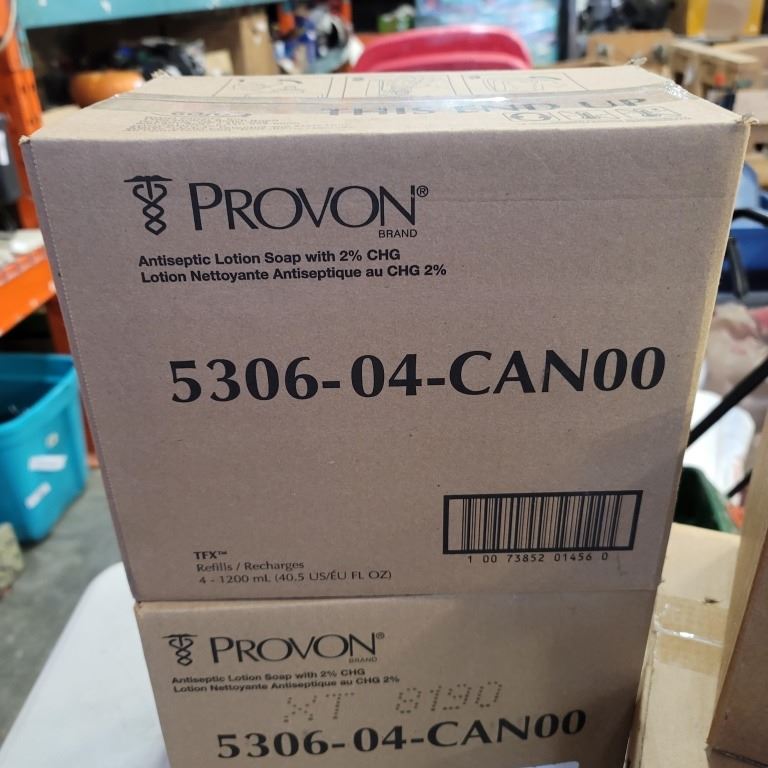 THIS END UP
PROVON®
BRAND
Antiseptic Lotion Soap with 2% CHG
Lotion Nettoyante Antiseptique au CHG 2%
5306-04-CAN00
TFX™
Refills / Recharges
4 - 1200 mL (40.5 US/ÉU FL OZ)
1 00 73852 01456 0
PROVON®
BRAND
Antiseptic Lotion Soap with 2% CHG
Lotion Nettoyante Antiseptique au CHG 2%
XT 8190
5306-04-CAN00